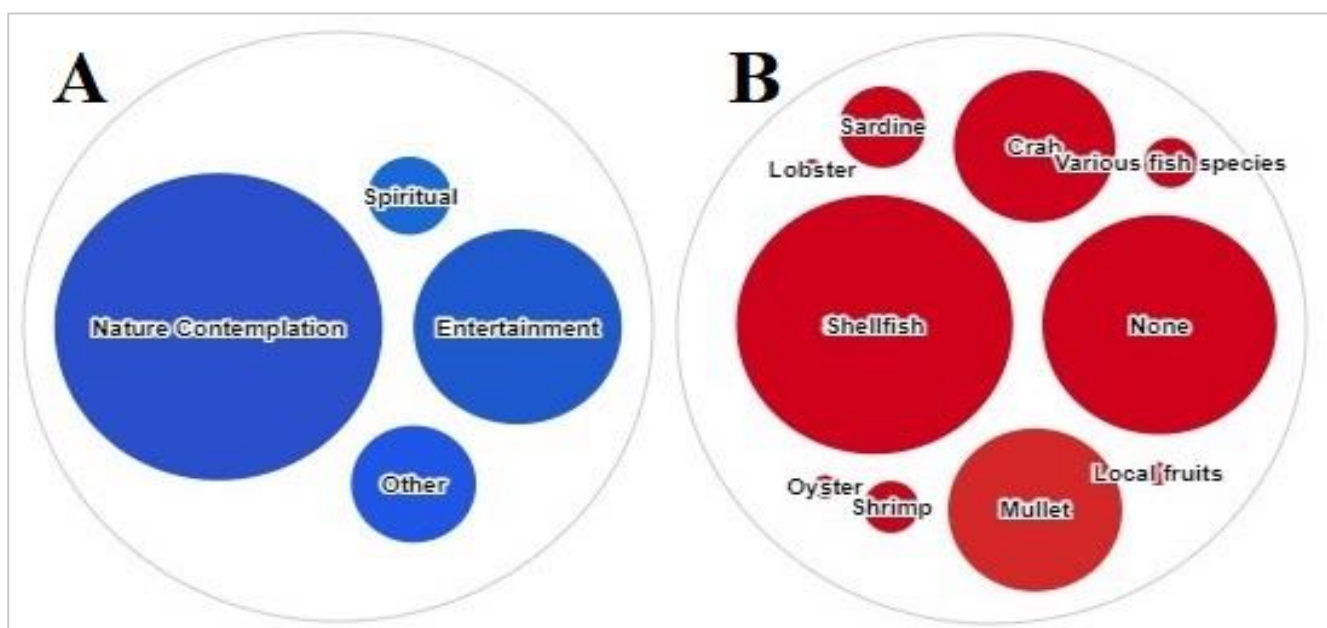 A
Spiritual
Nature Contemplation
Entertainment
Other
B
Sardine
Crab
Various fish species
Lobster
Shellfish
None
Oyster
Shrimp
Mullet
Local fruits